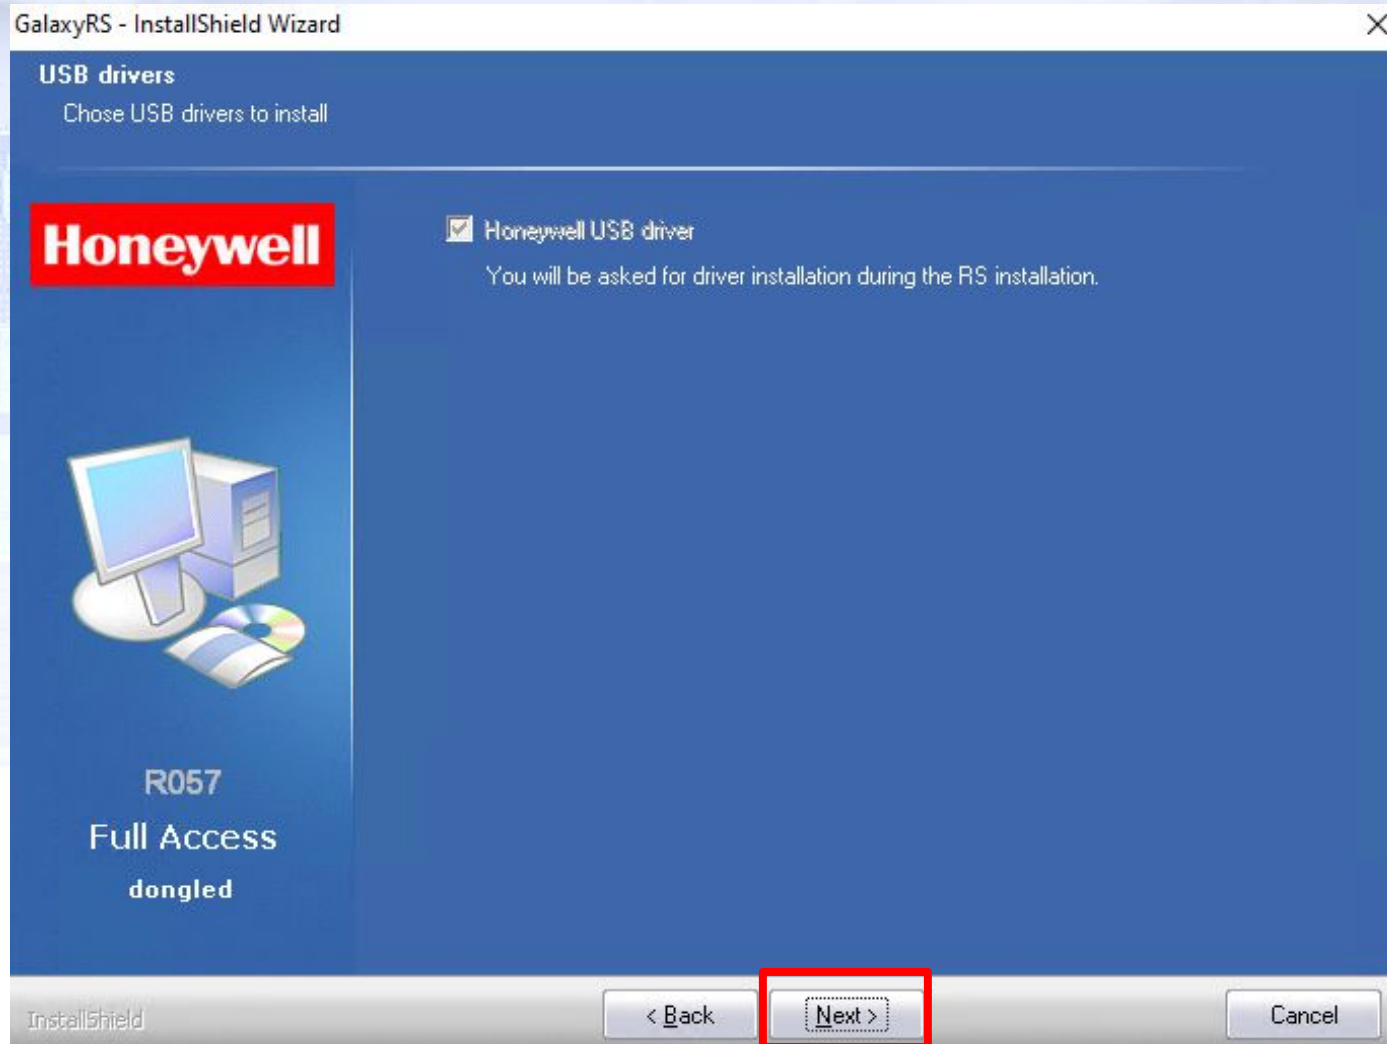 GalaxyRS - InstallShield Wizard
USB drivers
Chose USB drivers to install
Honeywell
Honeywell USB driver
You will be asked for driver installation during the RS installation.
R057
Full Access
dongled
InstallShield
< Back
Next >
Cancel